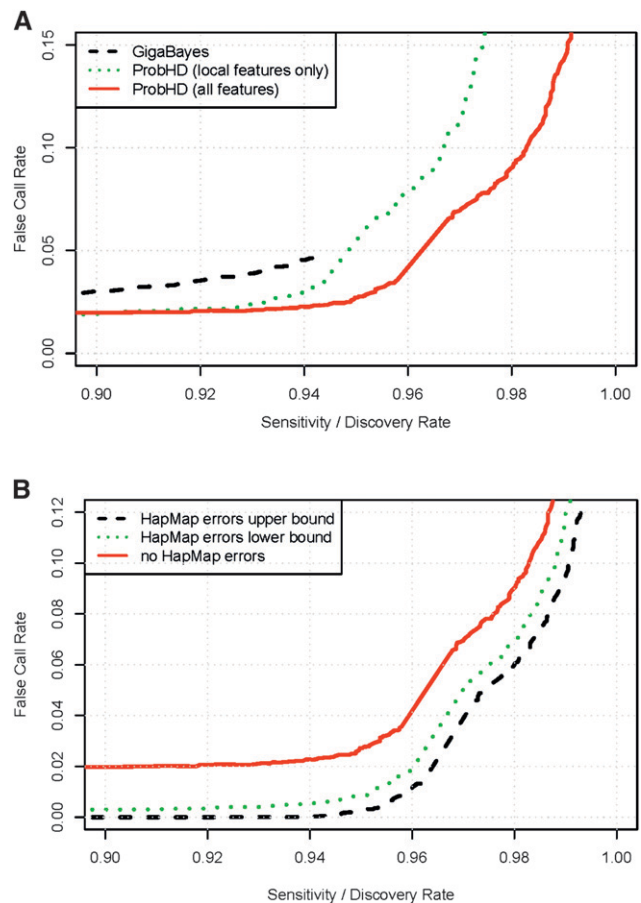 A
GigaBayes
ProbHD (local features only)
ProbHD (all features)
False Call Rate
0.15
0.10
0.05
0.00
0.90 0.92 0.94 0.96 0.98 1.00
Sensitivity / Discovery Rate
B
HapMap errors upper bound
HapMap errors lower bound
no HapMap errors
False Call Rate
0.12
0.10
0.08
0.06
0.04
0.02
0.00
0.90 0.92 0.94 0.96 0.98 1.00
Sensitivity / Discovery Rate